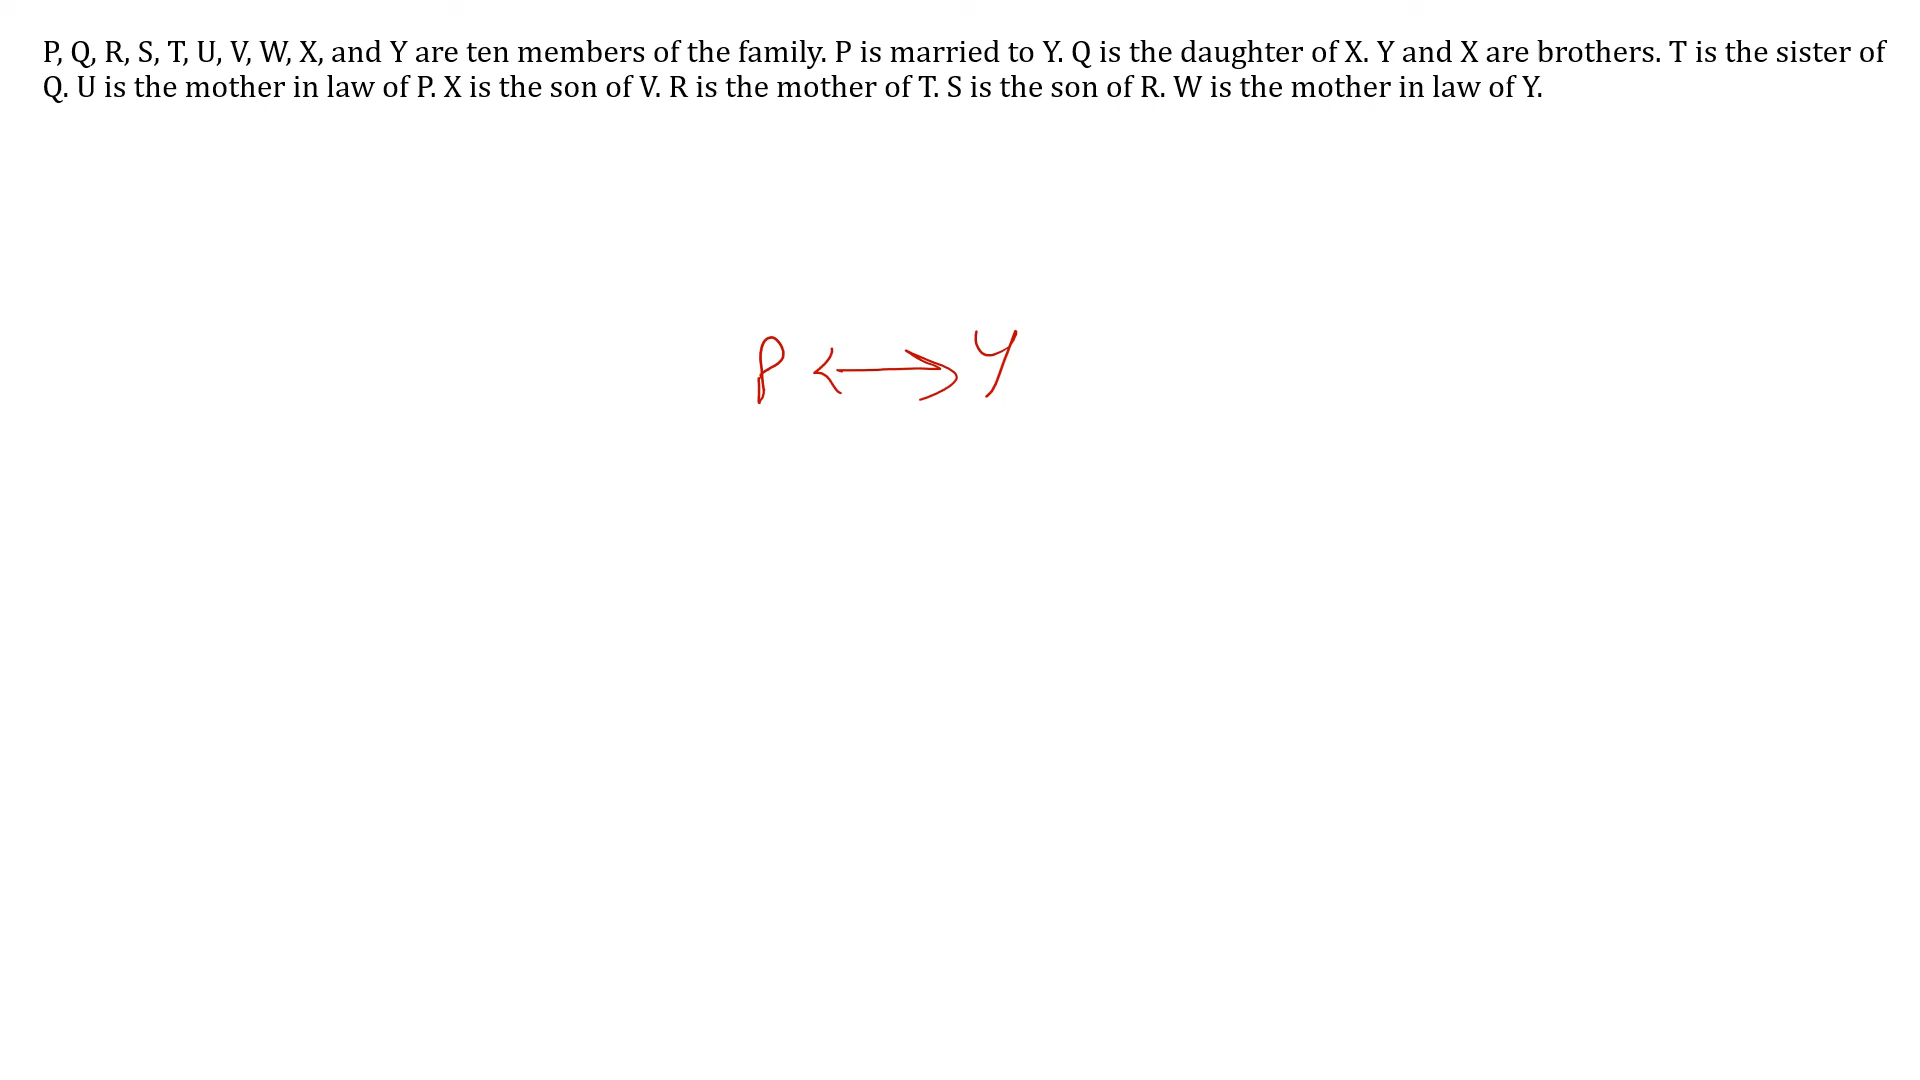 P, Q, R, S, T, U, V, W, X, and Y are ten members of the family. P is married to Y. Q is the daughter of X. Y and X are brothers. T is the sister of
Q. U is the mother in law of P. X is the son of V. R is the mother of T. S is the son of R. W is the mother in law of Y.
P ↔ Y